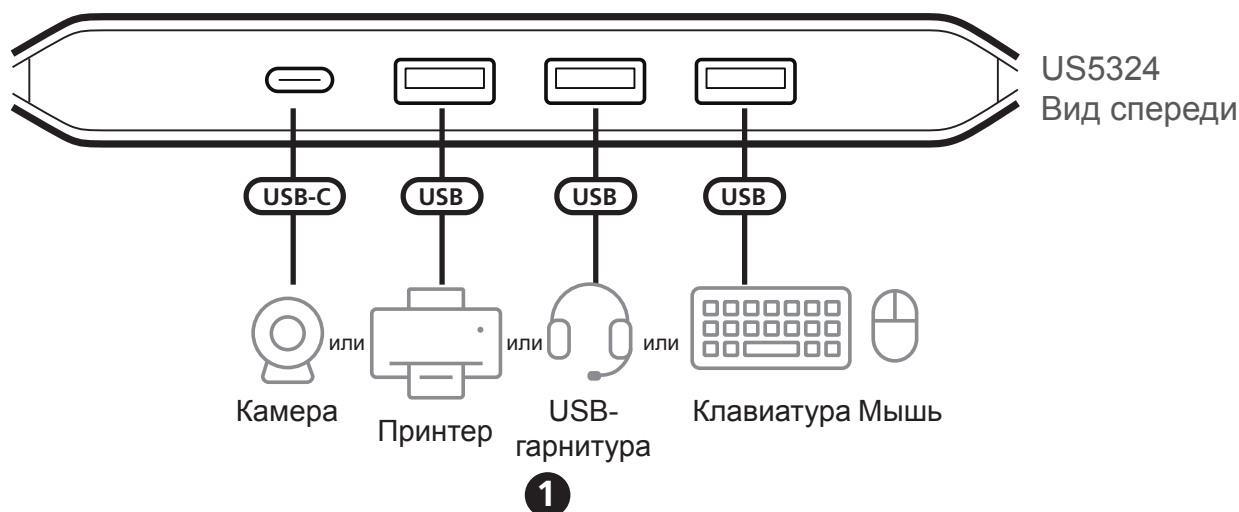 US5324
Вид спереди
USB-C
USB
USB
USB
или
или
или
Камера
Принтер
USB-
гарнитура
Клавиатура Мышь
1